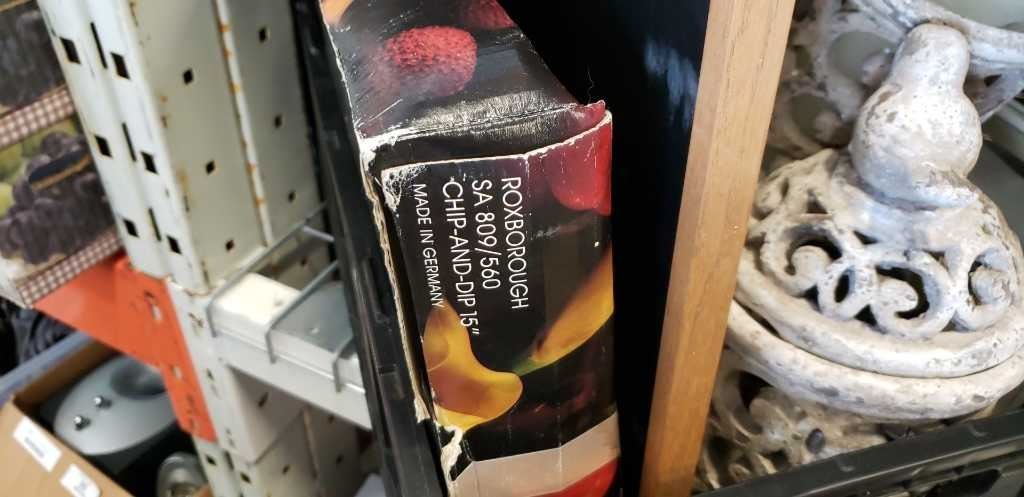 ROXBOROUGH
SA 809/560
CHIP-AND-DIP 15"
MADE IN GERMANY